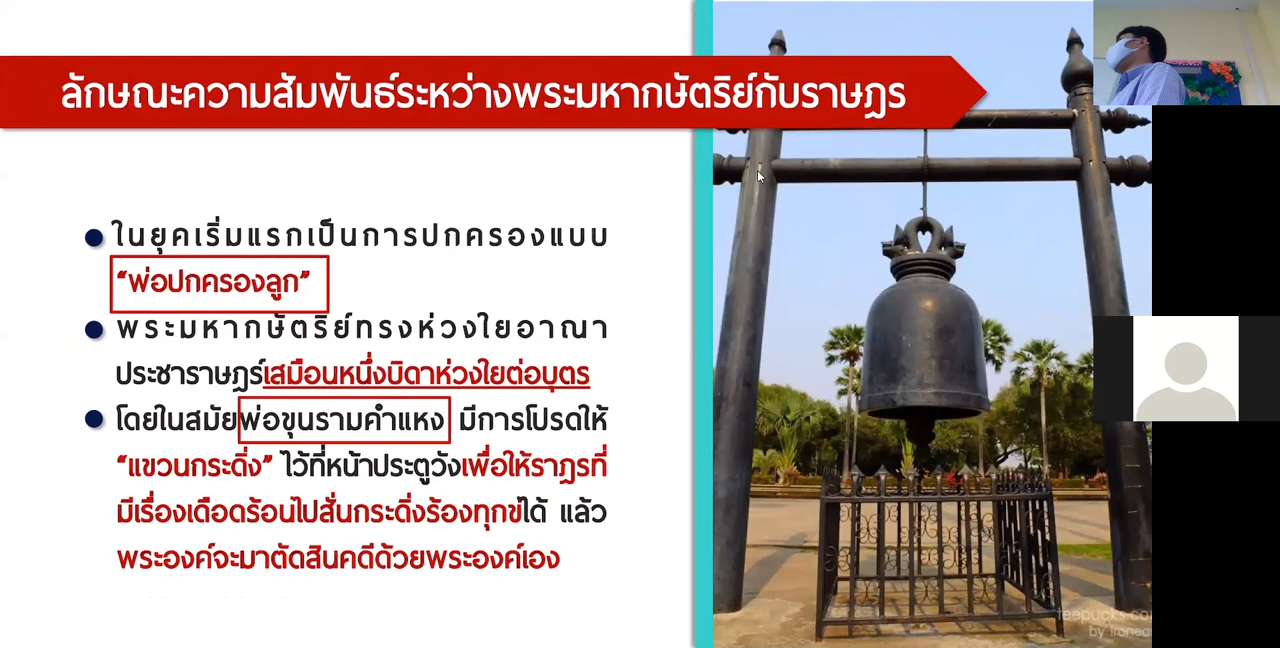 ลักษณะความสัมพันธ์ระหว่างพระมหากษัตริย์กับราษฎร
ในยุคเริ่มแรกเป็นการปกครองแบบ
“พ่อปกครองลูก”
พระมหากษัตริย์ทรงห่วงใยอาณา
ประชาราษฎร์เสมือนหนึ่งบิดาห่วงใยต่อบุตร
โดยในสมัยพ่อขุนรามคำแหง มีการโปรดให้
“แขวนกระดิ่ง” ไว้ที่หน้าประตูวังเพื่อให้ราฎรที่
มีเรื่องเดือดร้อนไปสั่นกระดิ่งร้องทุกข์ได้ แล้ว
พระองค์จะมาตัดสินคดีด้วยพระองค์เอง
teepucks.co
by